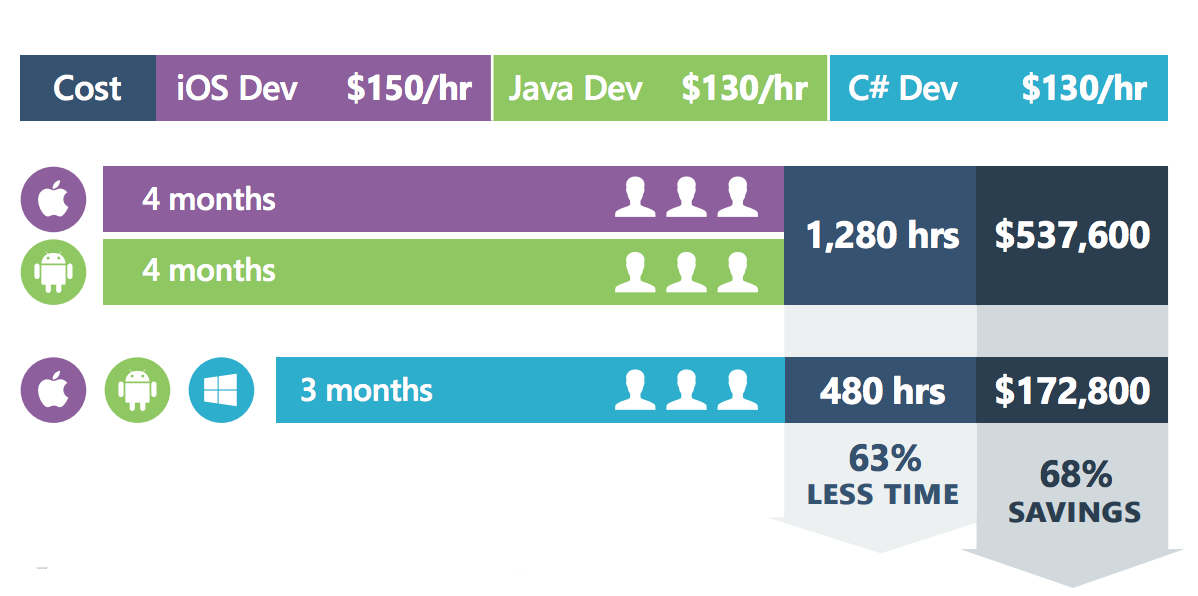 Cost iOS Dev $150/hr Java Dev $130/hr C# Dev $130/hr
4 months
1,280 hrs $537,600
4 months
3 months 480 hrs $172,800
63%
LESS TIME
68%
SAVINGS